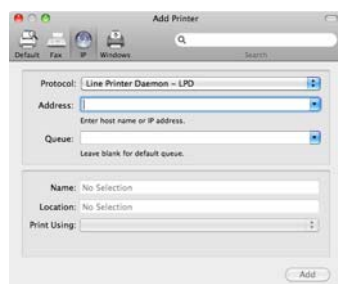 Add Printer
Default Fax IP Windows Search
Protocol: Line Printer Daemon – LPD
Address:
Enter host name or IP address.
Queue:
Leave blank for default queue.
Name: No Selection
Location: No Selection
Print Using:
Add